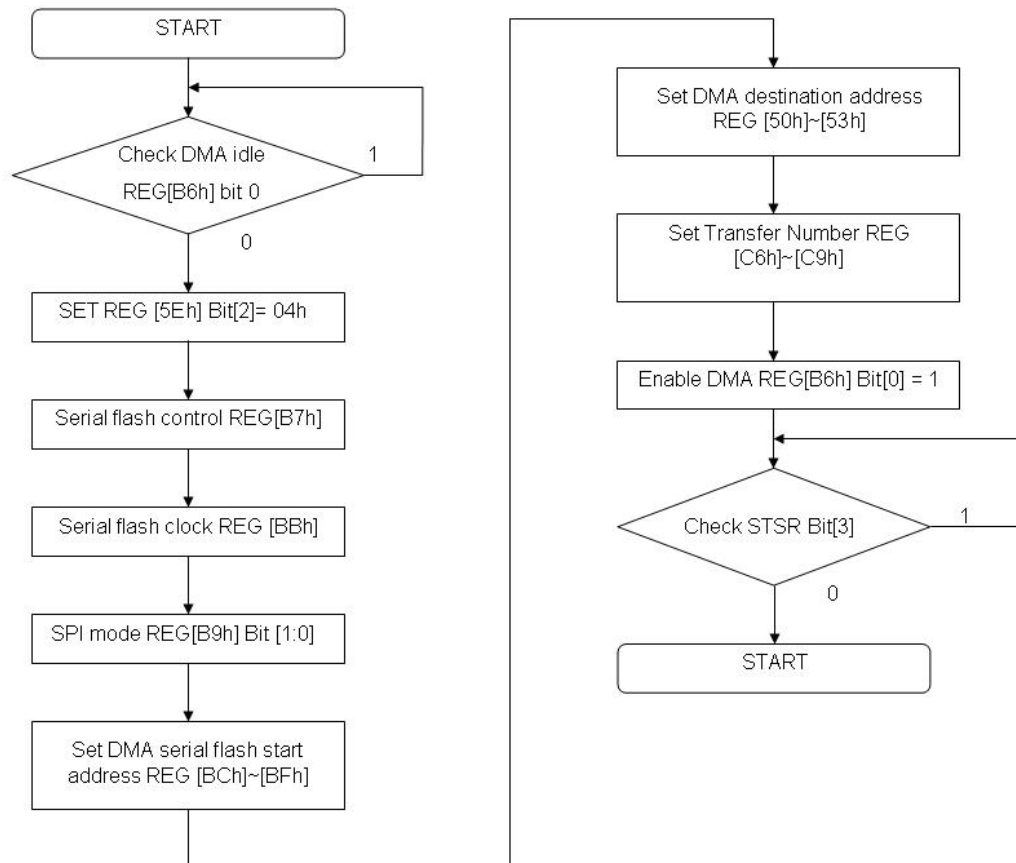 START
Check DMA idle
REG[B6h] bit 0
1
0
SET REG [5Eh] Bit[2]= 04h
Serial flash control REG[B7h]
Serial flash clock REG [BBh]
SPI mode REG[B9h] Bit [1:0]
Set DMA serial flash start
address REG [BCh]~[BFh]
Set DMA destination address
REG [50h]~[53h]
Set Transfer Number REG
[C6h]~[C9h]
Enable DMA REG[B6h] Bit[0] = 1
Check STSR Bit[3]
1
0
START